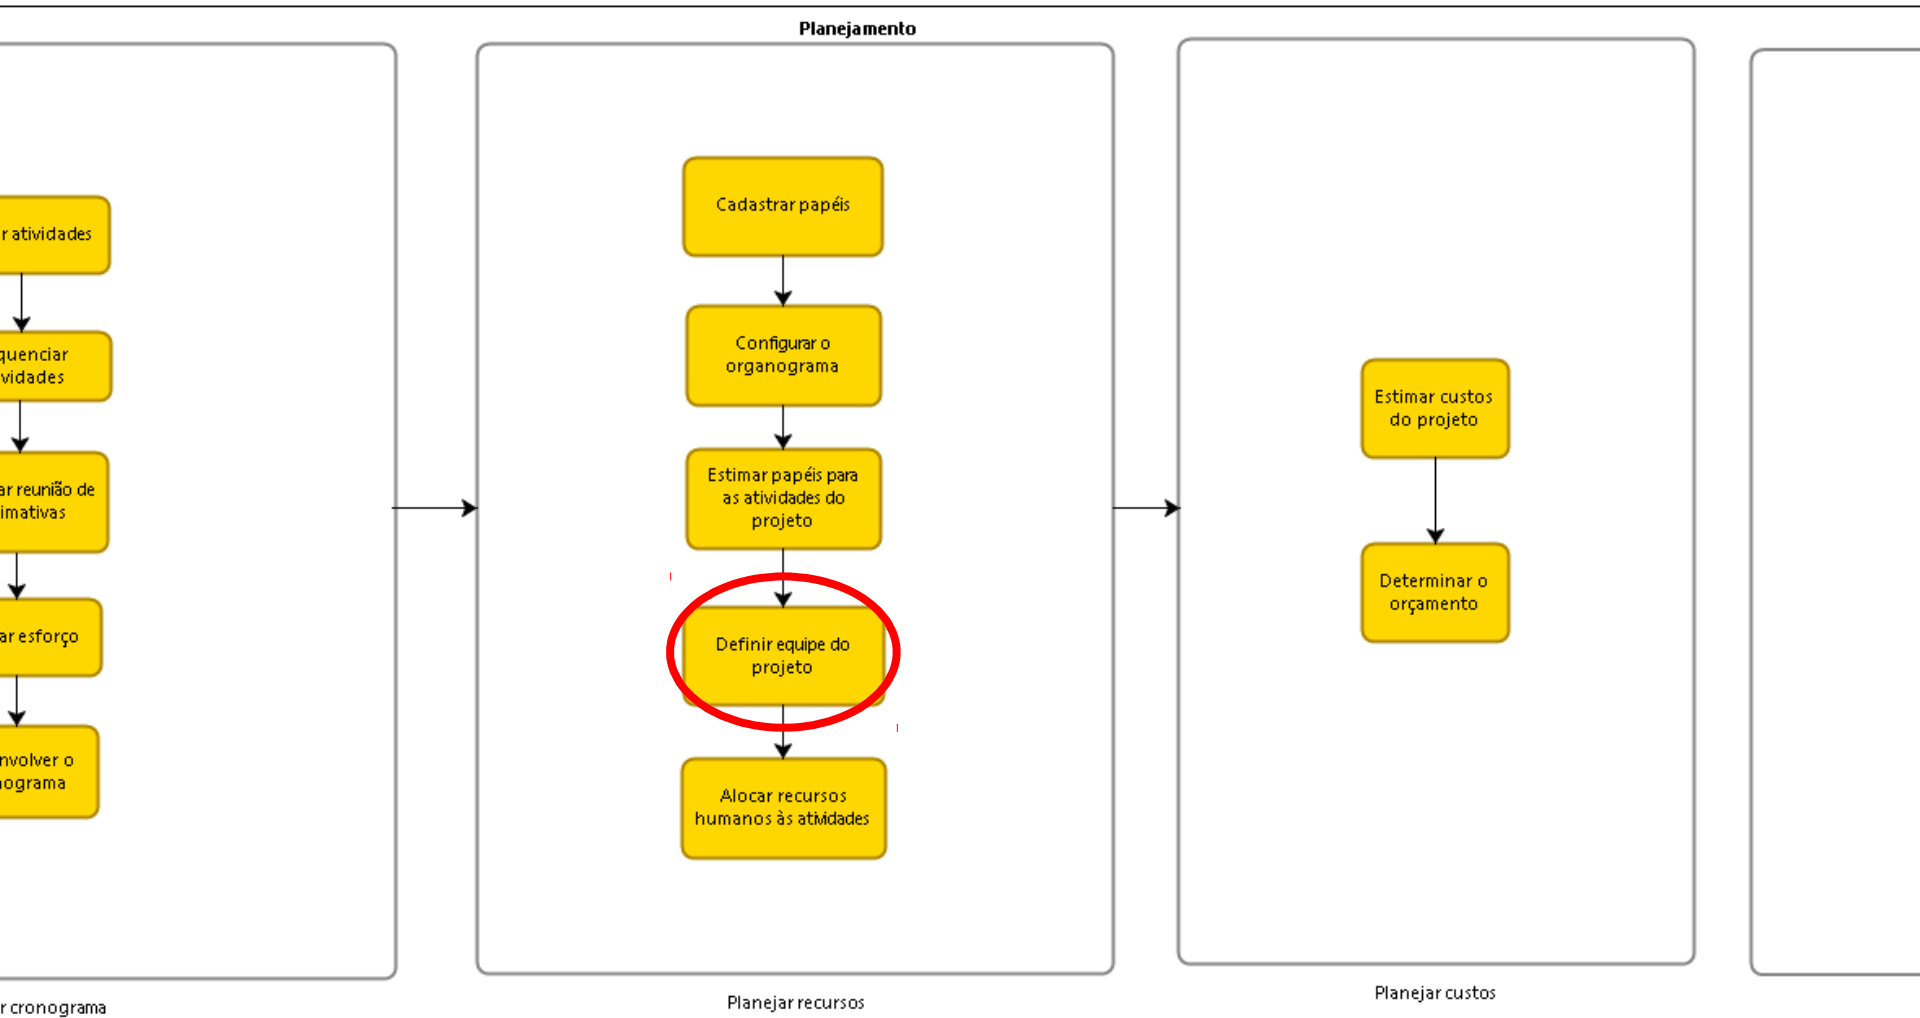 Planejamento
r atividades
quenciar
vidades
ar reunião de
imativas
ar esforço
nvolver o
nograma
r cronograma
Cadastrar papéis
Configurar o
organograma
Estimar papéis para
as atividades do
projeto
Definir equipe do
projeto
Alocar recursos
humanos às atividades
Planejar recursos
Estimar custos
do projeto
Determinar o
orçamento
Planejar custos